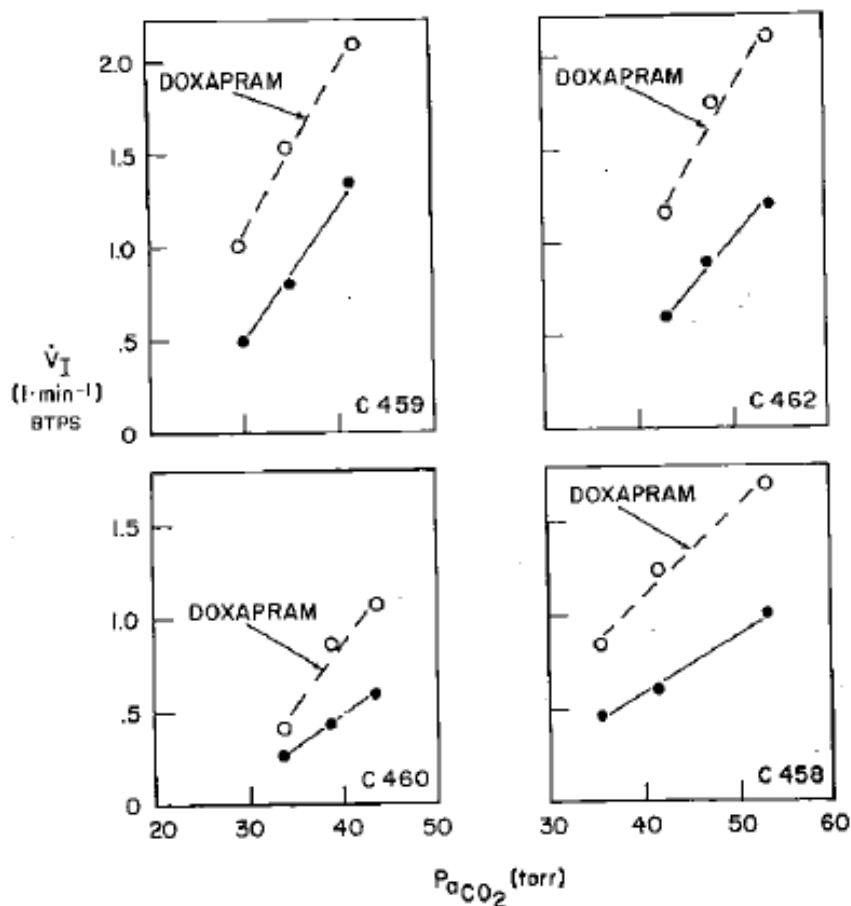 2.0
1.5
1.0
.5
0
V̇I
(l·min-1)
BTPS
DOXAPRAM
C 459
DOXAPRAM
C 462
1.5
1.0
.5
0
DOXAPRAM
C 460
20 30 40 50
DOXAPRAM
C 458
30 40 50 60
PaCO2 (torr)